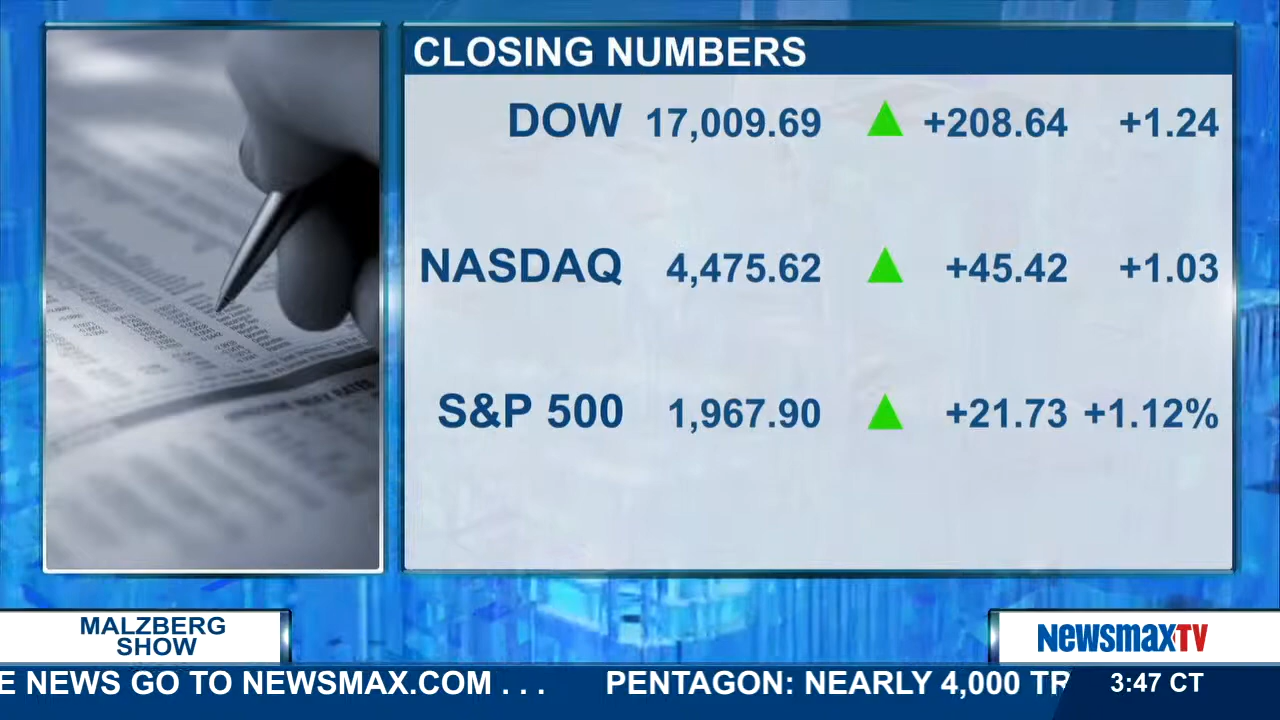 CLOSING NUMBERS
DOW 17,009.69 ▲ +208.64 +1.24
NASDAQ 4,475.62 ▲ +45.42 +1.03
S&P 500 1,967.90 ▲ +21.73 +1.12%
MALZBERG
SHOW
NEWSMAXTV
E NEWS GO TO NEWSMAX.COM . . . PENTAGON: NEARLY 4,000 TR
3:47 CT